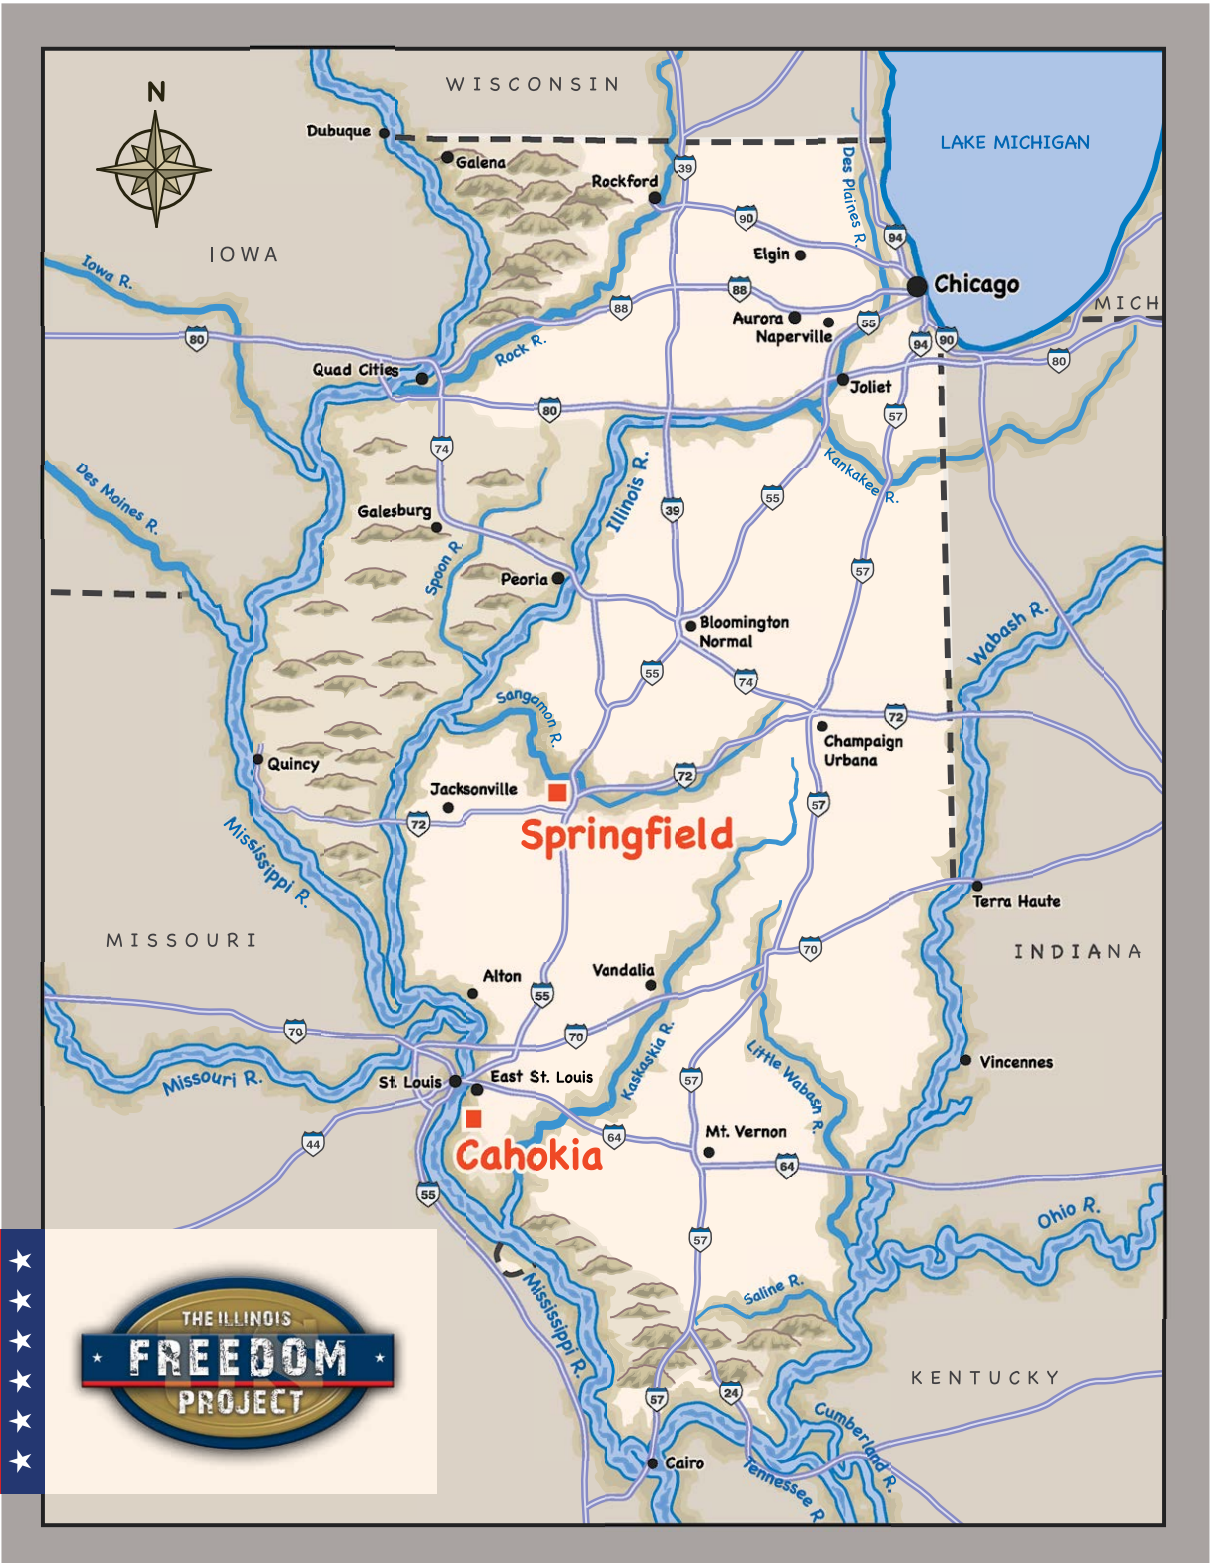 WISCONSIN
N
Dubuque
LAKE MICHIGAN
Galena
Des Plaines R.
39
Rockford
90
94
IOWA
Elgin
Iowa R.
Chicago
88
88
MICH
Aurora
55
Naperville
80
94
90
Rock R.
80
Quad Cities
Joliet
80
57
74
Kankakee R.
Illinois R.
Des Moines R.
55
Galesburg
39
Spoon R.
57
Peoria
Wabash R.
Bloomington
Normal
55
74
Sangamon R.
72
Champaign
Urbana
Quincy
72
Jacksonville
57
72
Springfield
Mississippi R.
Terra Haute
MISSOURI
70
INDIANA
Alton
Vandalia
55
70
70
Kaskaskia R.
Little Wabash R.
Vincennes
Missouri R.
St. Louis
East St. Louis
57
44
64
Mt. Vernon
Cahokia
64
55
Ohio R.
57
Mississippi R.
Saline R.
THE ILLINOIS
FREEDOM
PROJECT
KENTUCKY
57
24
Cumberland R.
Cairo
Tennessee R.